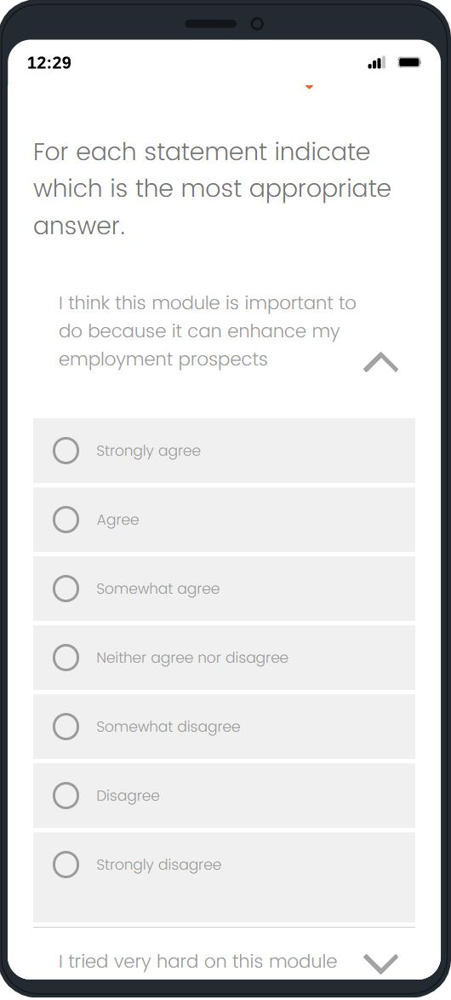 12:29
For each statement indicate
which is the most appropriate
answer.
I think this module is important to
do because it can enhance my
employment prospects
Strongly agree
Agree
Somewhat agree
Neither agree nor disagree
Somewhat disagree
Disagree
Strongly disagree
I tried very hard on this module